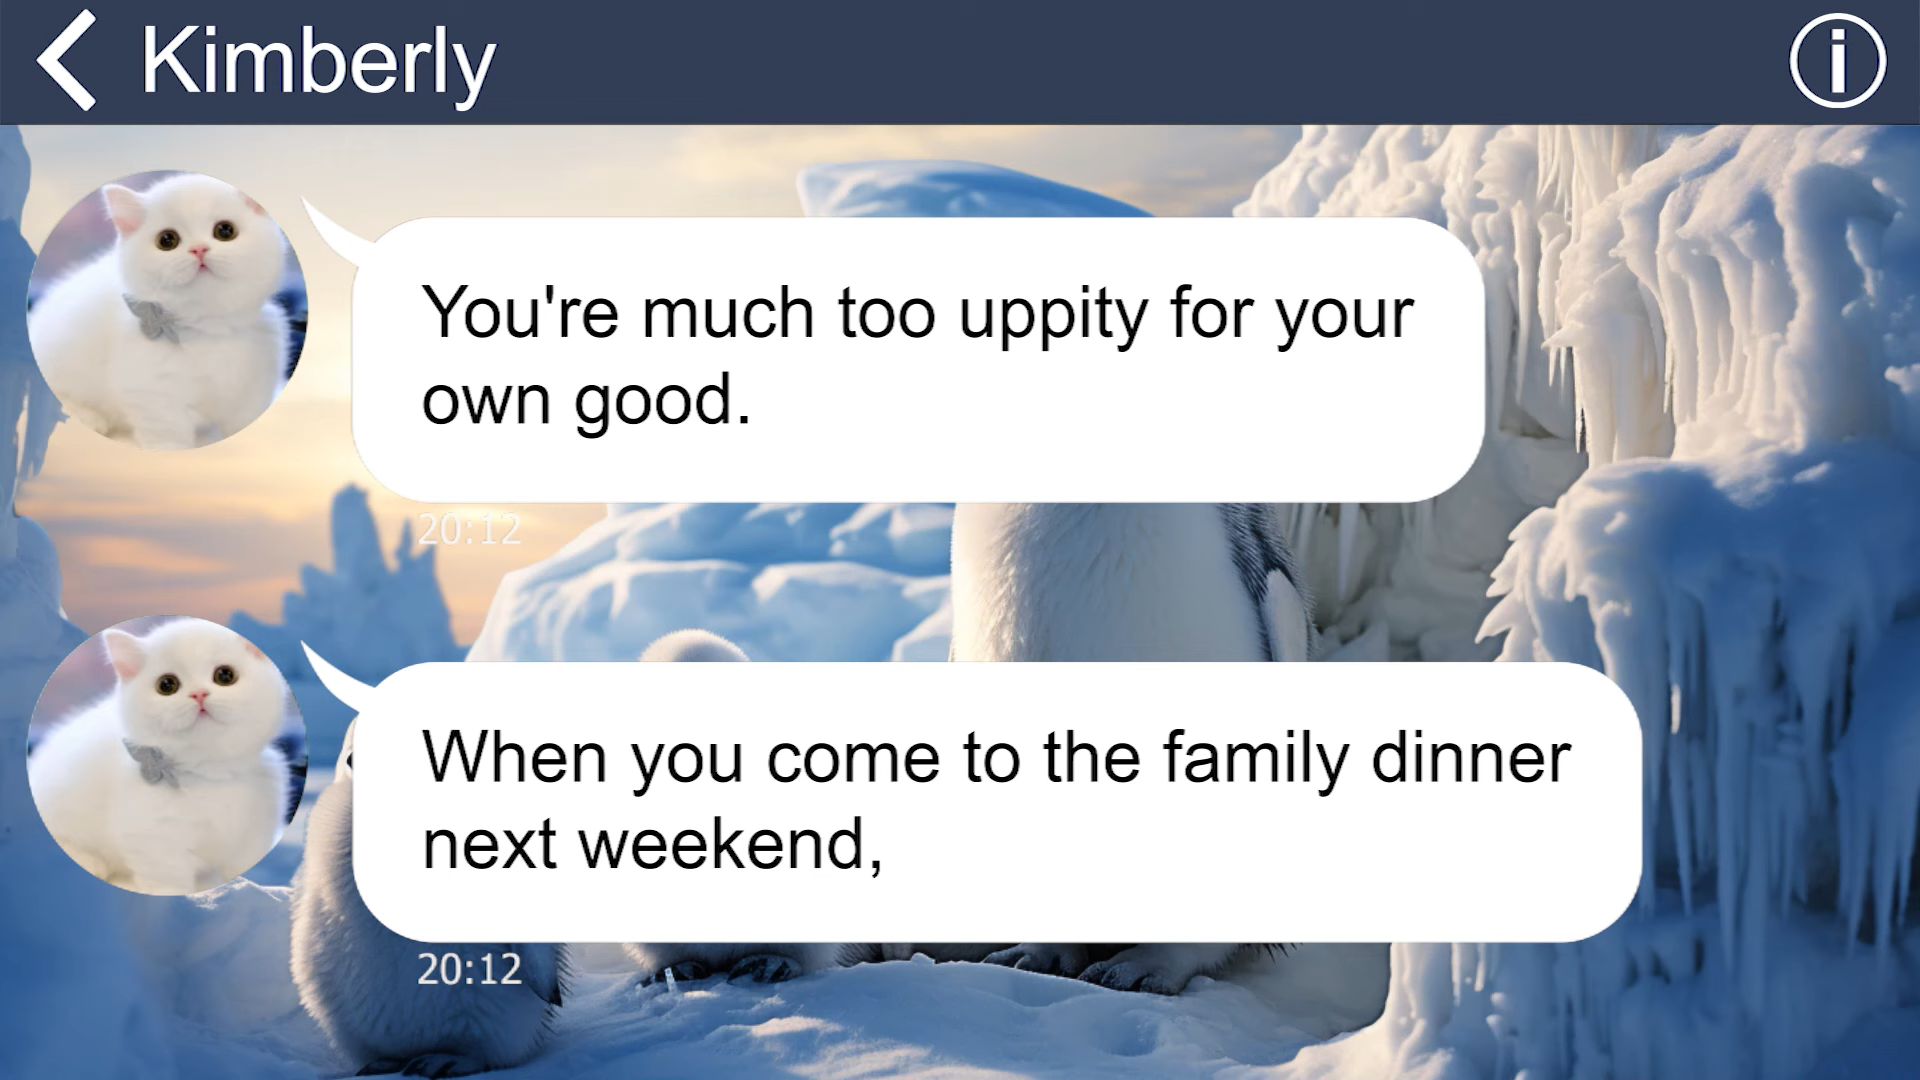 Kimberly
You're much too uppity for your
own good.
20:12
When you come to the family dinner
next weekend,
20:12